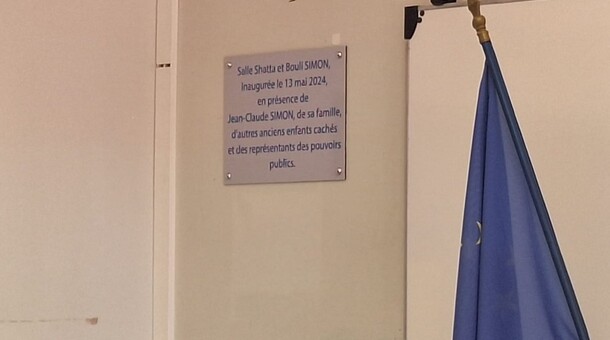 Salle Shatta et Bouli SIMON,
Inaugurée le 13 mai 2024,
en présence de
Jean-Claude SIMON, de sa famille,
d'autres anciens enfants cachés
et des représentants des pouvoirs
publics.